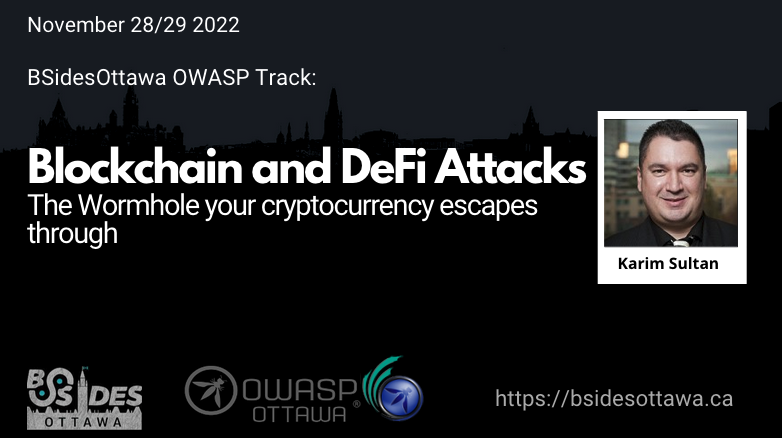 November 28/29 2022
BSidesOttawa OWASP Track:
Blockchain and DeFi Attacks
The Wormhole your cryptocurrency escapes
through
Karim Sultan
BSIDES
OTTAWA
OWASP
OTTAWA®
https://bsidesottawa.ca